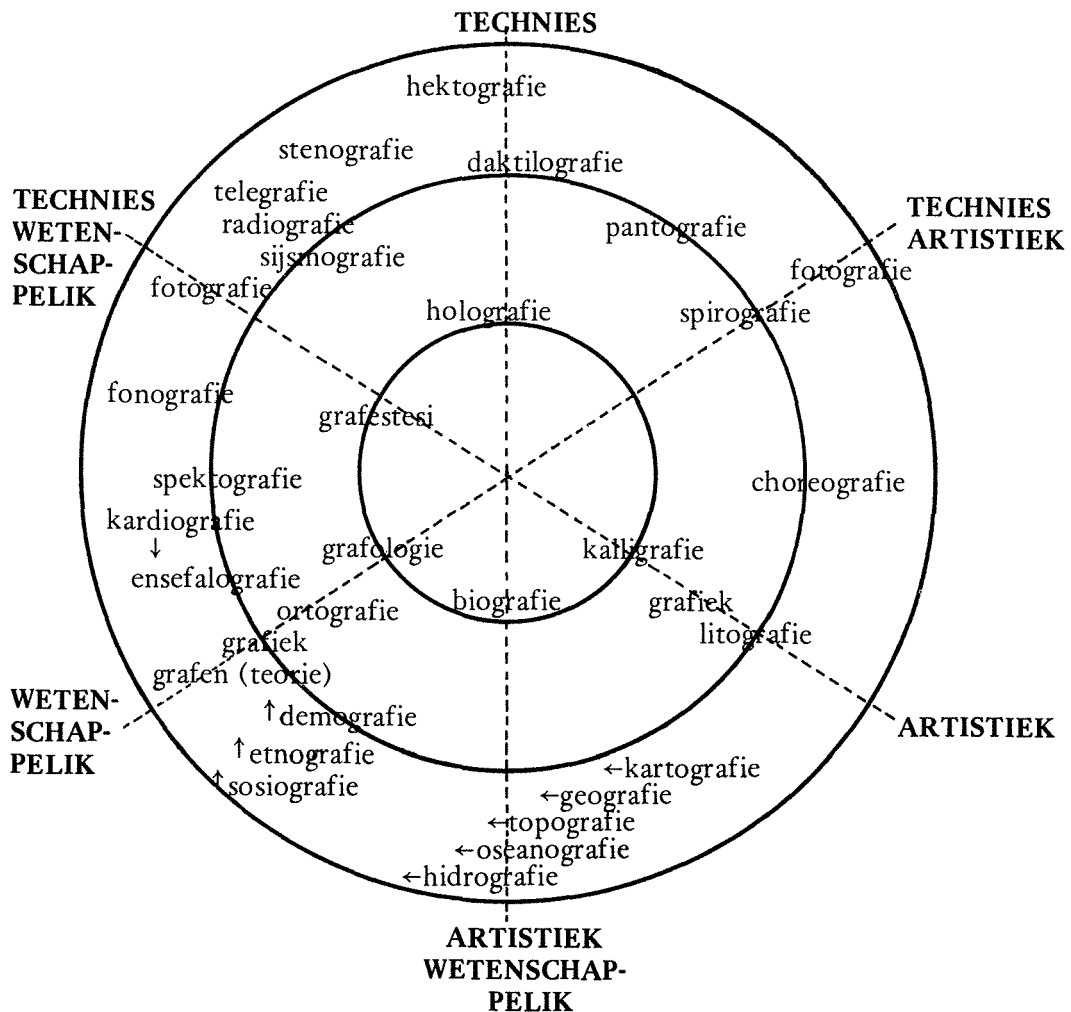 TECHNIES
hektografie
stenografie
daktilografie
telegrafie
TECHNIES
WETEN-
SCHAP-
PELIK
radiografie
pantografie
TECHNIES
ARTISTIEK
sijsmografie
fotografie
fotografie
holografie
spirografie
fonografie
grafestesi
spektografie
choreografie
kardiografie
↓
ensefalografie
grafologie
kalligrafie
biografie
grafiek
ortografie
litografie
grafiek
grafen (teorie)
WETEN-
SCHAP-
PELIK
↑demografie
ARTISTIEK
↑etnografie
↑sosiografie
←kartografie
←geografie
←topografie
←oseanografie
←hidrografie
ARTISTIEK
WETENSCHAP-
PELIK